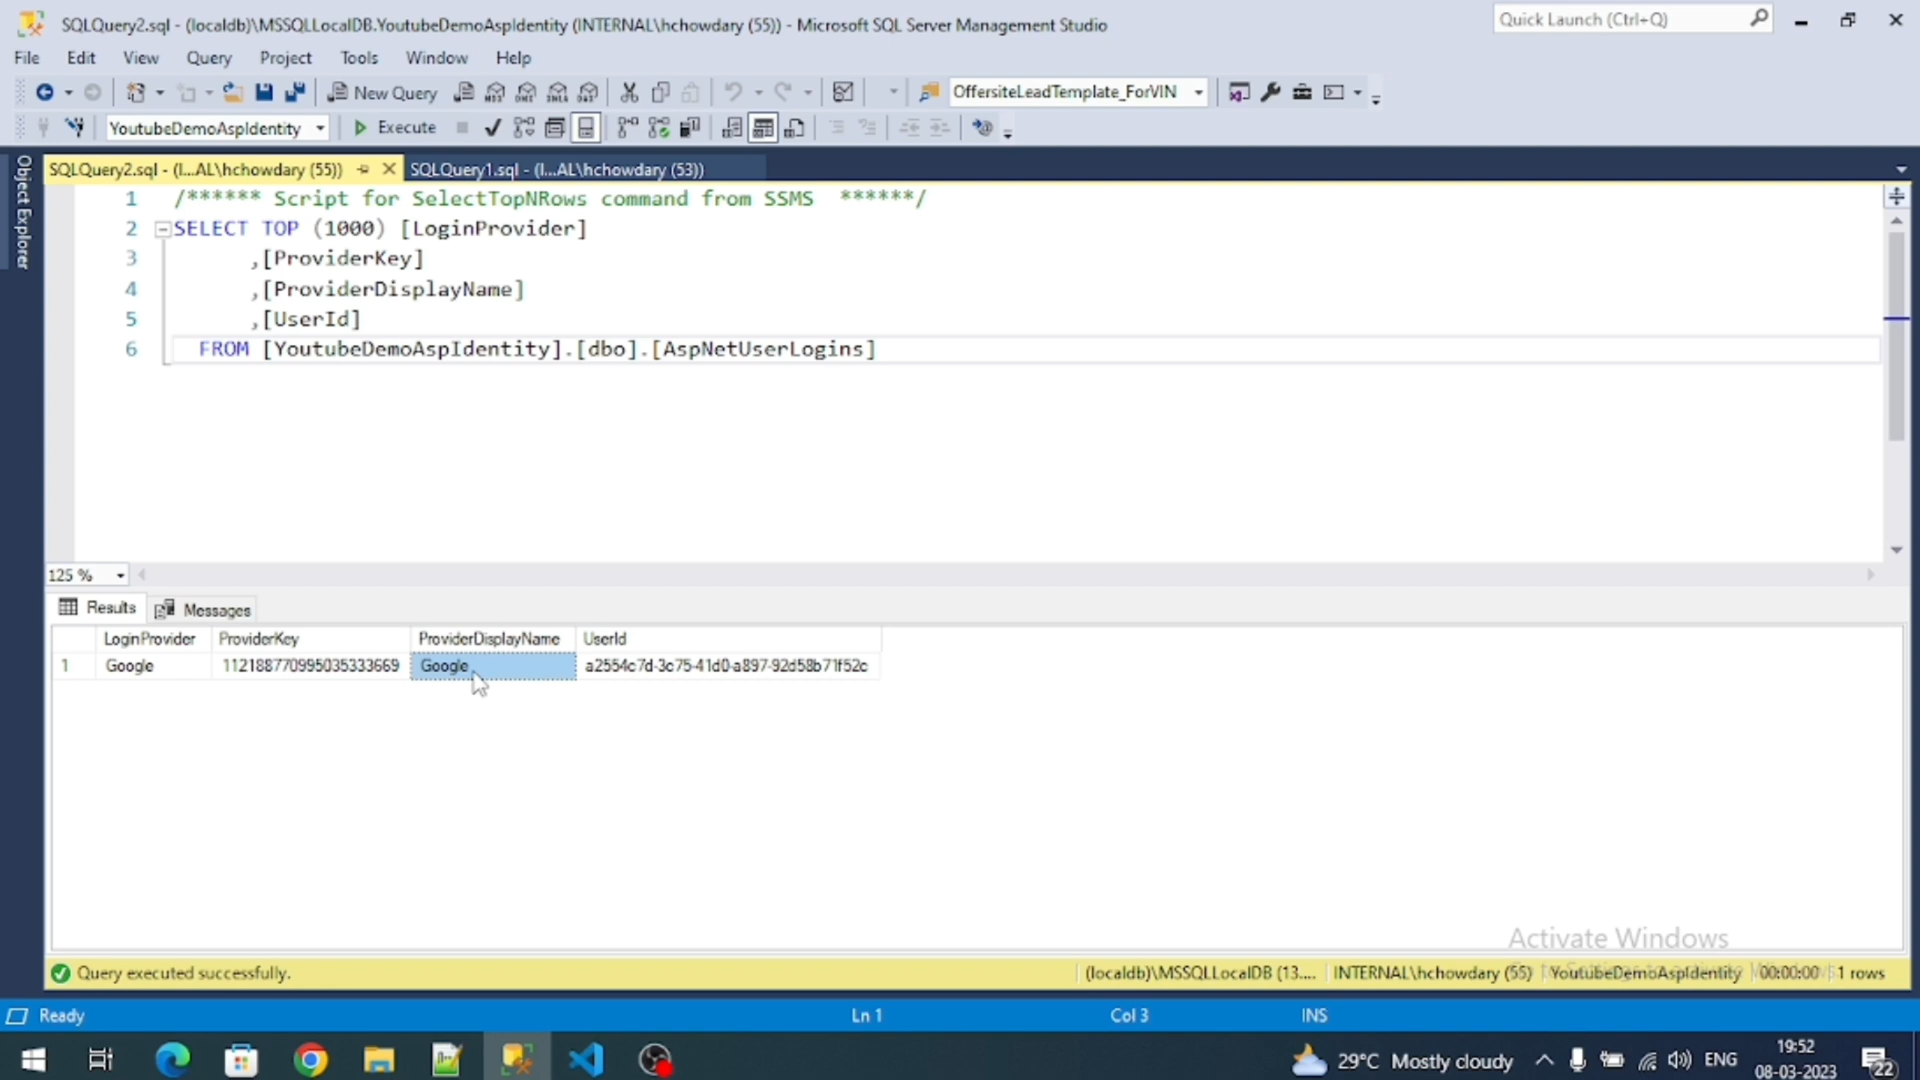 SQLQuery2.sql - (localdb)\MSSQLLocalDB.YoutubeDemoAspIdentity (INTERNAL\hchowdary (55)) - Microsoft SQL Server Management Studio
Quick Launch (Ctrl+Q)
File Edit View Query Project Tools Window Help
New Query
OffersiteLeadTemplate_ForVIN
YoutubeDemoAspIdentity
Execute
Object Explorer
SQLQuery2.sql - (l...AL\hchowdary (55))
SQLQuery1.sql - (l...AL\hchowdary (53))
1 /****** Script for SelectTopNRows command from SSMS ******/
2 SELECT TOP (1000) [LoginProvider]
3 ,[ProviderKey]
4 ,[ProviderDisplayName]
5 ,[UserId]
6 FROM [YoutubeDemoAspIdentity].[dbo].[AspNetUserLogins]
125 %
Results Messages
LoginProvider ProviderKey ProviderDisplayName UserId
1 Google 112188770995035333669 Google a2554c7d-3c75-41d0-a897-92d58b71f52c
Activate Windows
Query executed successfully.
(localdb)\MSSQLLocalDB (13.... INTERNAL\hchowdary (55) YoutubeDemoAspIdentity 00:00:00 1 rows
Ready Ln 1 Col 3 INS
29°C Mostly cloudy ENG
19:52
08-03-2023
22